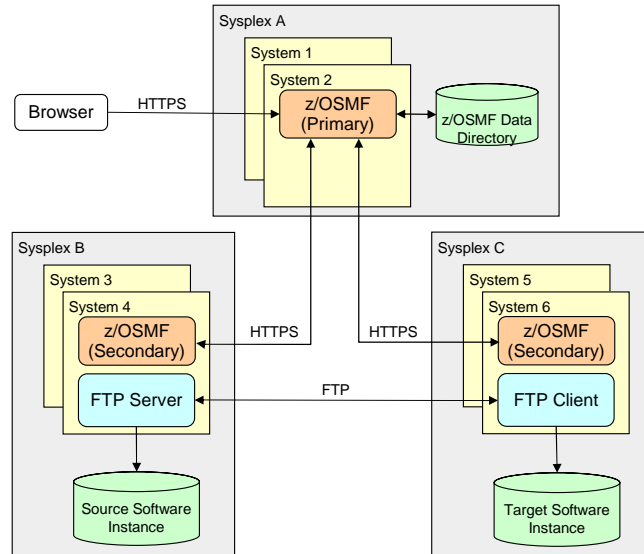 Sysplex A
System 1
System 2
Browser
HTTPS
z/OSMF
(Primary)
z/OSMF Data
Directory
Sysplex B
System 3
System 4
z/OSMF
(Secondary)
HTTPS
FTP Server
Source Software
Instance
HTTPS
FTP
Sysplex C
System 5
System 6
z/OSMF
(Secondary)
FTP Client
Target Software
Instance